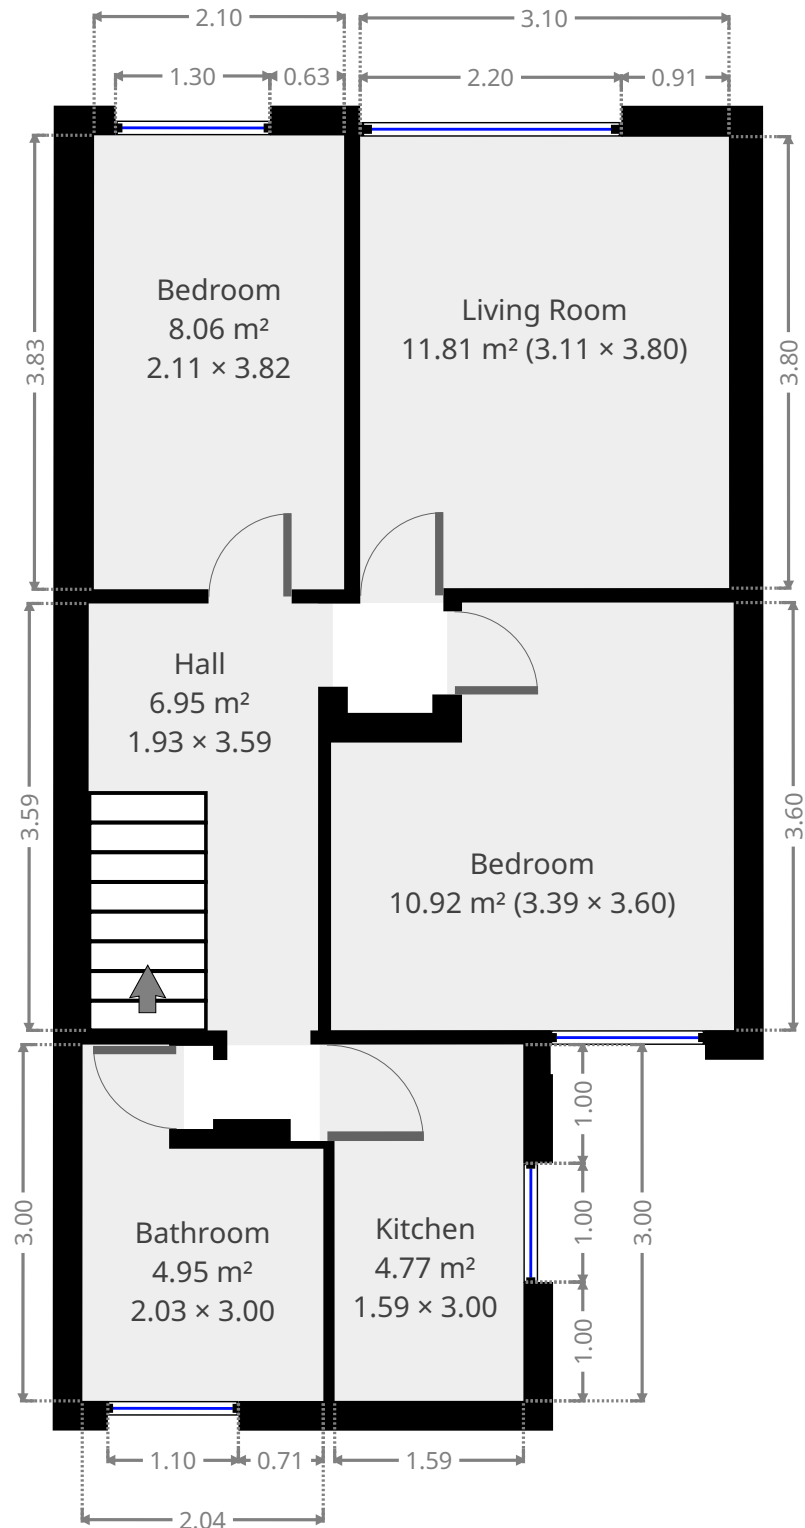 2.10
3.10
1.30
0.63
2.20
0.91
Bedroom
8.06 m²
2.11 × 3.82
Living Room
11.81 m² (3.11 × 3.80)
3.83
3.80
Hall
6.95 m²
1.93 × 3.59
3.59
3.60
Bedroom
10.92 m² (3.39 × 3.60)
1.00
3.00
Bathroom
4.95 m²
2.03 × 3.00
Kitchen
4.77 m²
1.59 × 3.00
1.00
3.00
1.00
1.10
0.71
1.59
2.04